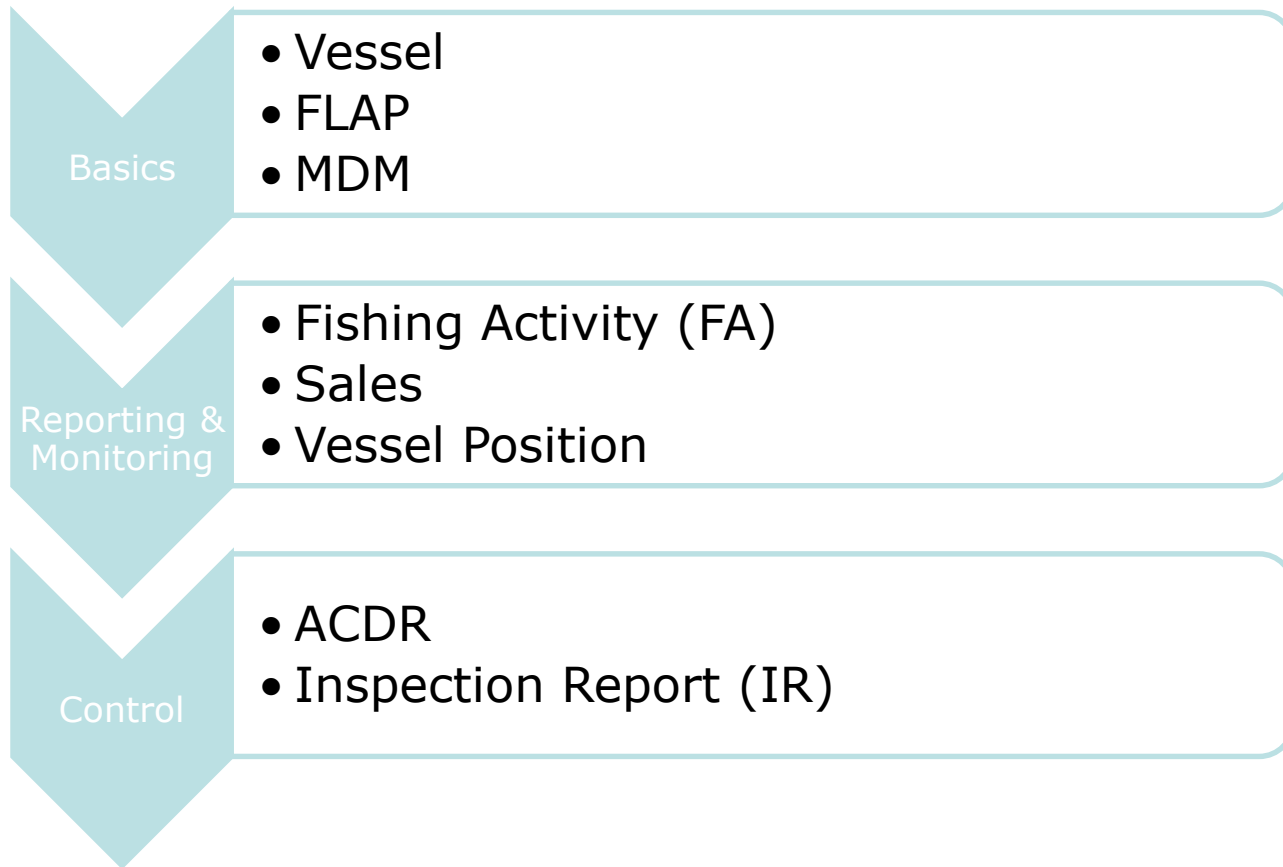 Basics
• Vessel
• FLAP
• MDM
Reporting &
Monitoring
• Fishing Activity (FA)
• Sales
• Vessel Position
Control
• ACDR
• Inspection Report (IR)